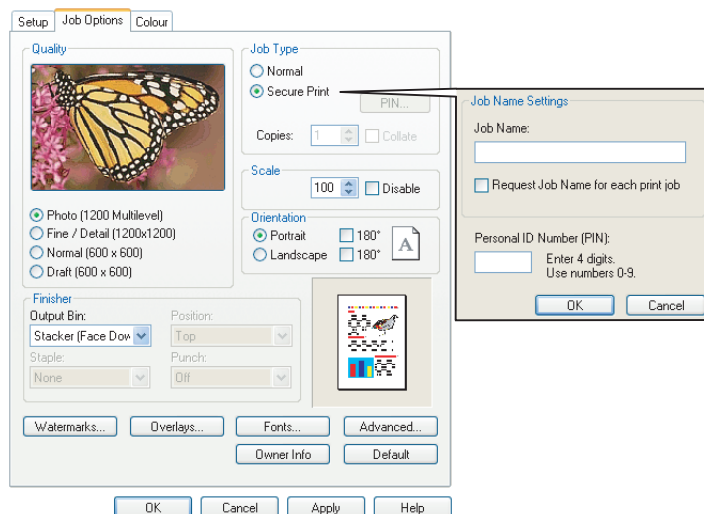 Setup Job Options Colour
Quality
Photo (1200 Multilevel)
Fine / Detail (1200x1200)
Normal (600 x 600)
Draft (600 x 600)
Job Type
Normal
Secure Print
PIN...
Copies: 1 Collate
Scale
100 Disable
Orientation
Portrait 180°
Landscape 180°
A
Finisher
Output Bin: Position:
Stacker (Face Dow Top
Staple: Punch:
None Off
Watermarks... Overlays... Fonts... Advanced...
Owner Info Default
OK Cancel Apply Help
Job Name Settings
Job Name:
Request Job Name for each print job
Personal ID Number (PIN):
Enter 4 digits.
Use numbers 0-9.
OK Cancel